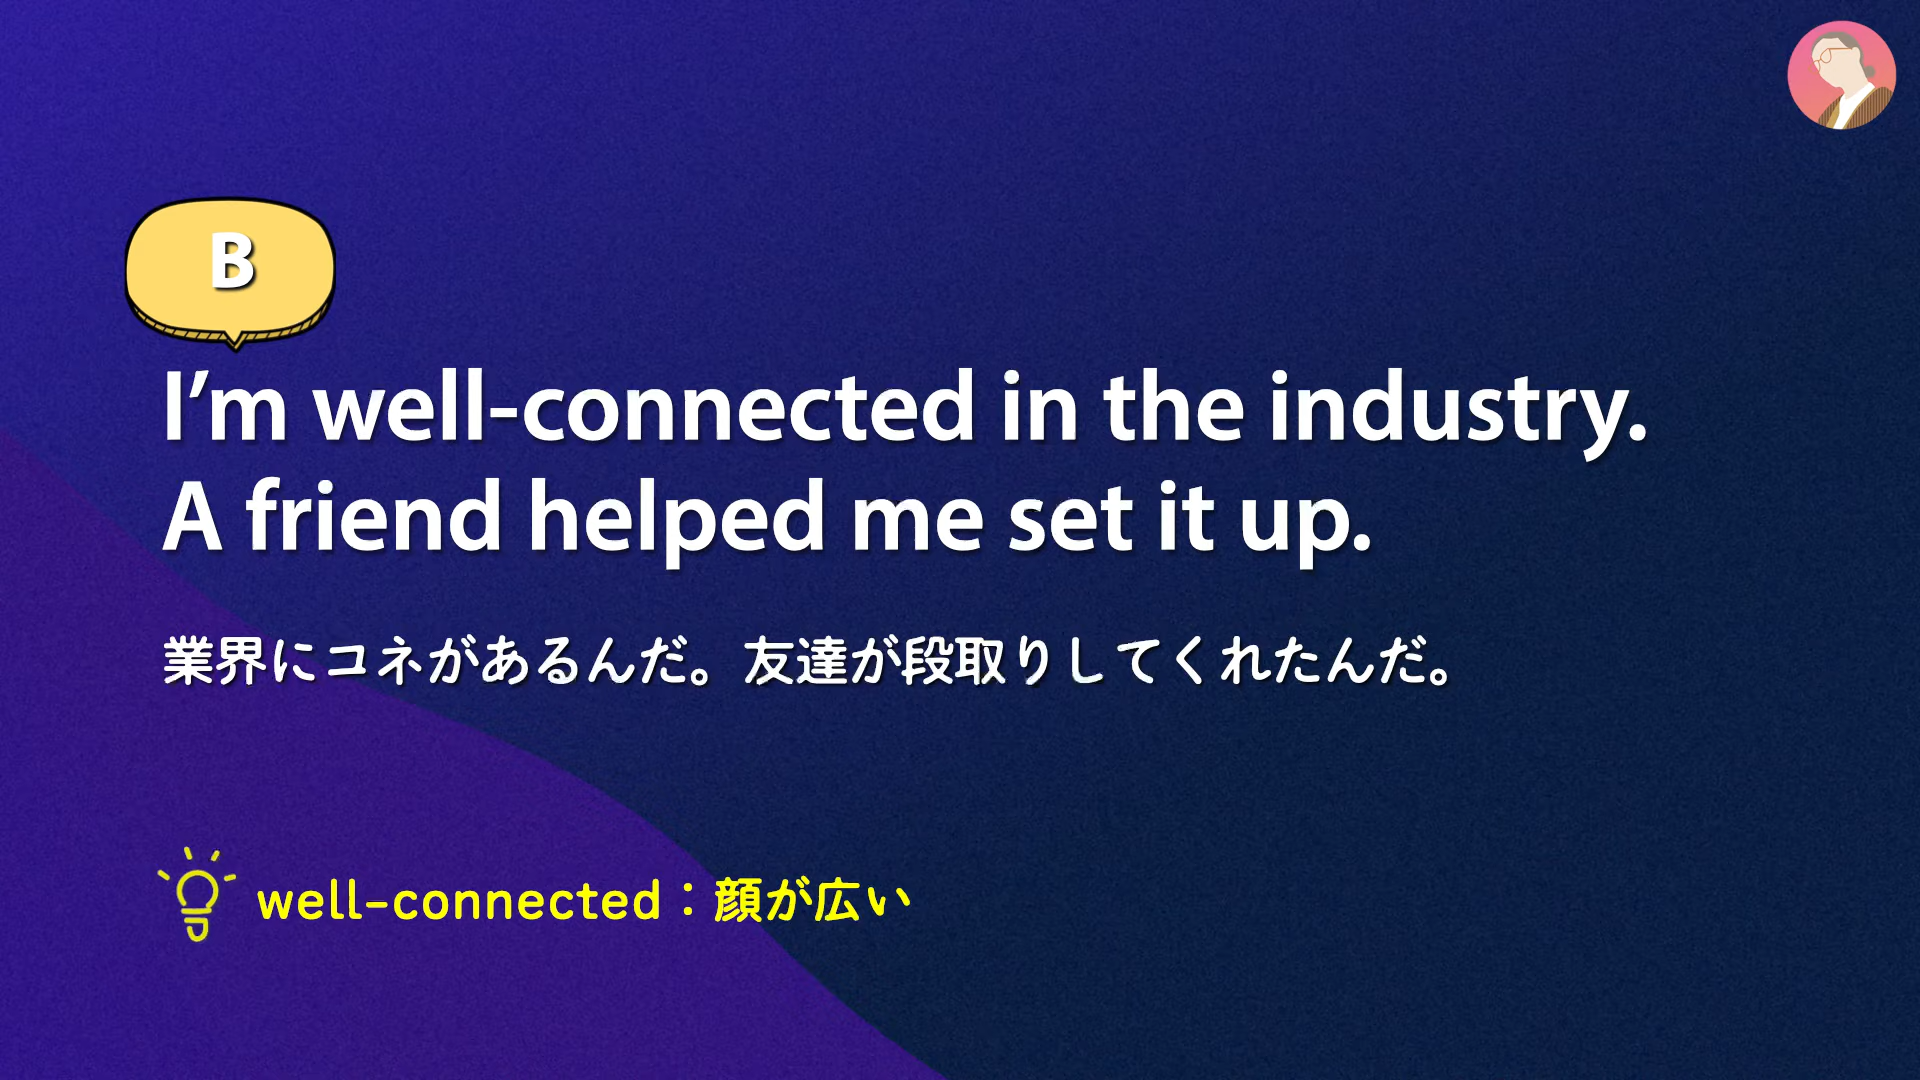 B
I’m well-connected in the industry.
A friend helped me set it up.
業界にコネがあるんだ。友達が段取りしてくれたんだ。
well-connected：顔が広い